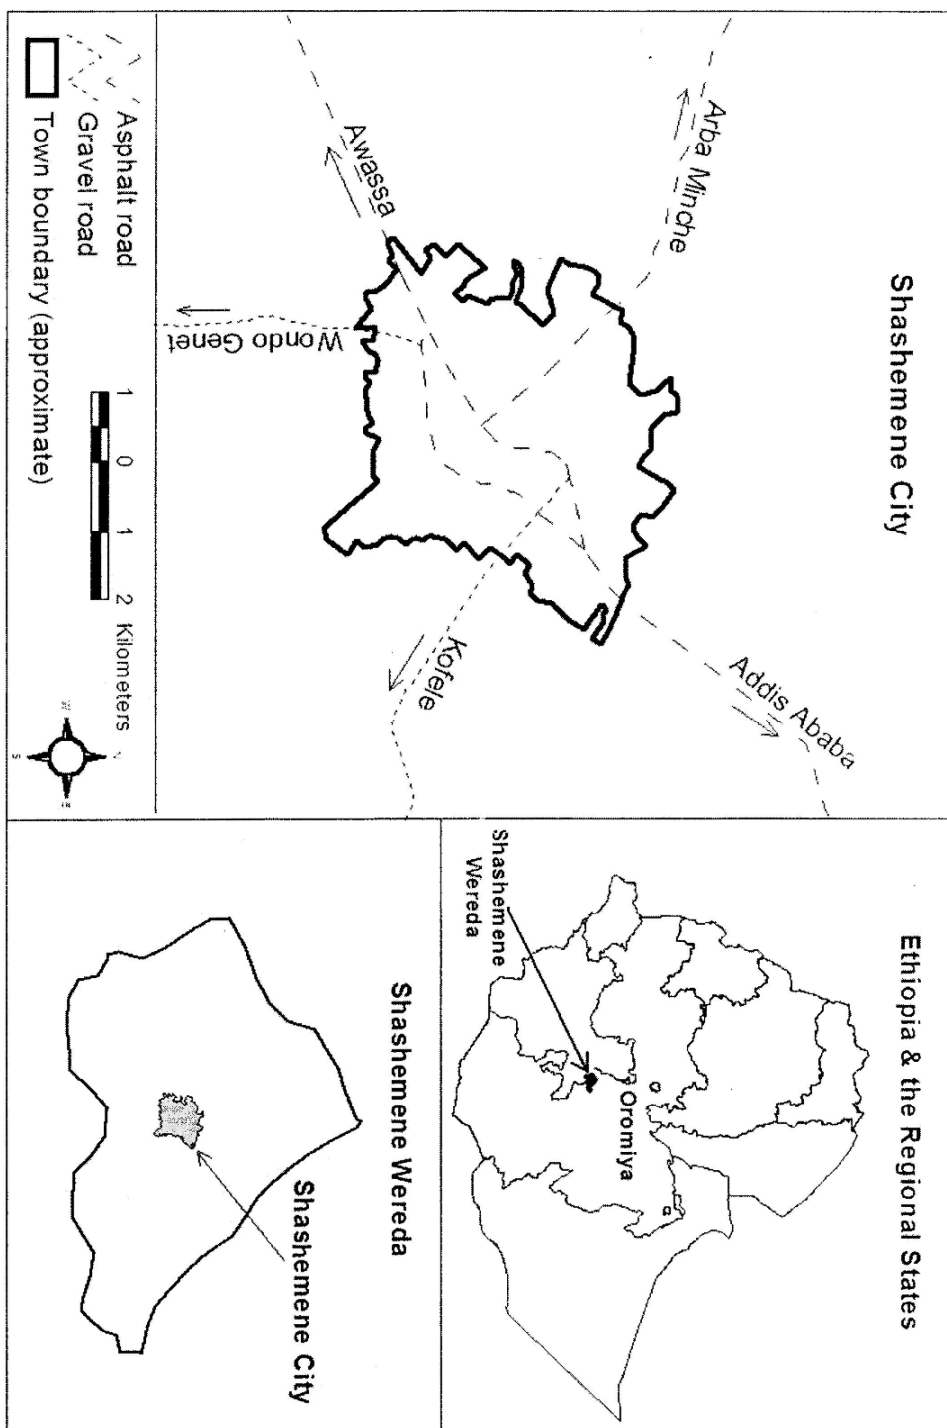 Shashemene City
Arba Minche
Awassa
Wondo Genet
Kofele
Addis Ababa
Asphalt road
Gravel road
Town boundary (approximate)
1 0 1 2 Kilometers
Ethiopia & the Regional States
Oromiya
Shashemene
Wereda
Shashemene Wereda
Shashemene City